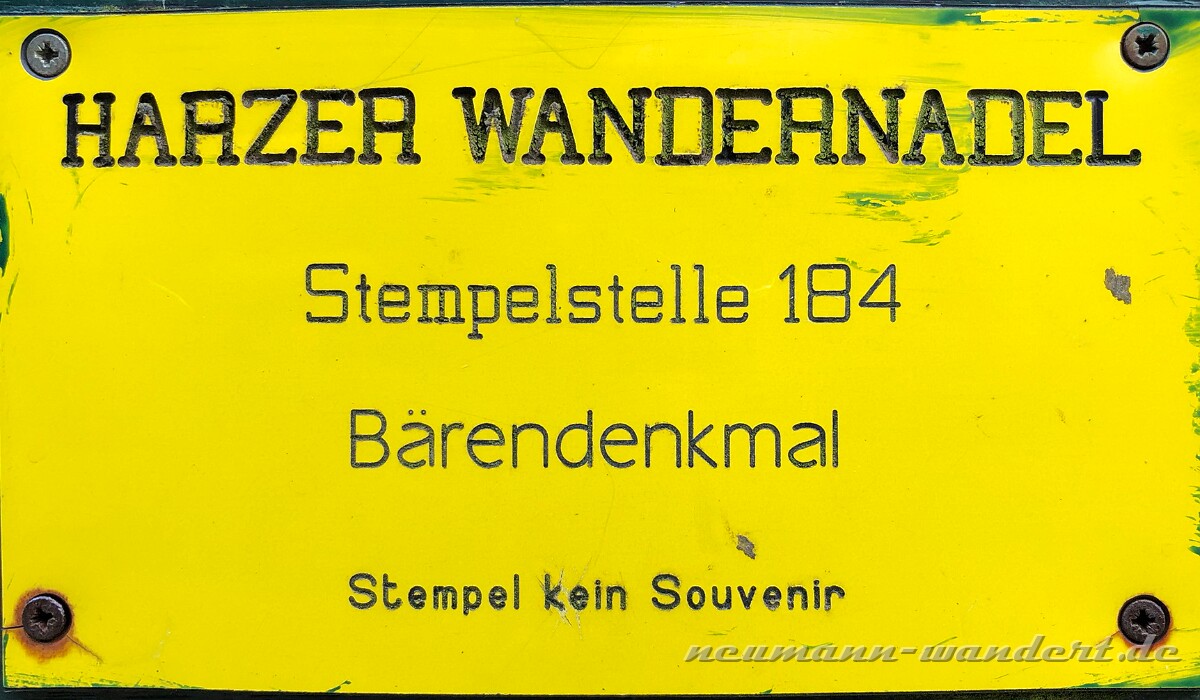 HARZER WANDERNADEL
Stempelstelle 184
Bärendenkmal
Stempel kein Souvenir
neumann-wandert.de